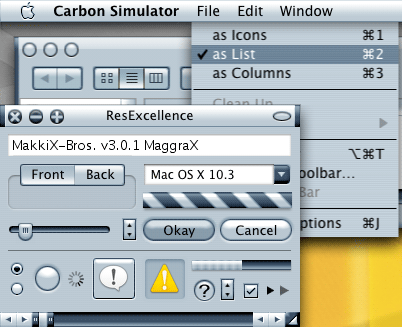 Carbon Simulator File Edit Window
as Icons ⌘1
✓ as List ⌘2
as Columns ⌘3
Clean Up
ResExcellence
MakkiX-Bros. v3.0.1 MaggraX
⌥⌘T
Front Back
Mac OS X 10.3
oolbar...
Bar
Okay
Cancel
ptions ⌘J